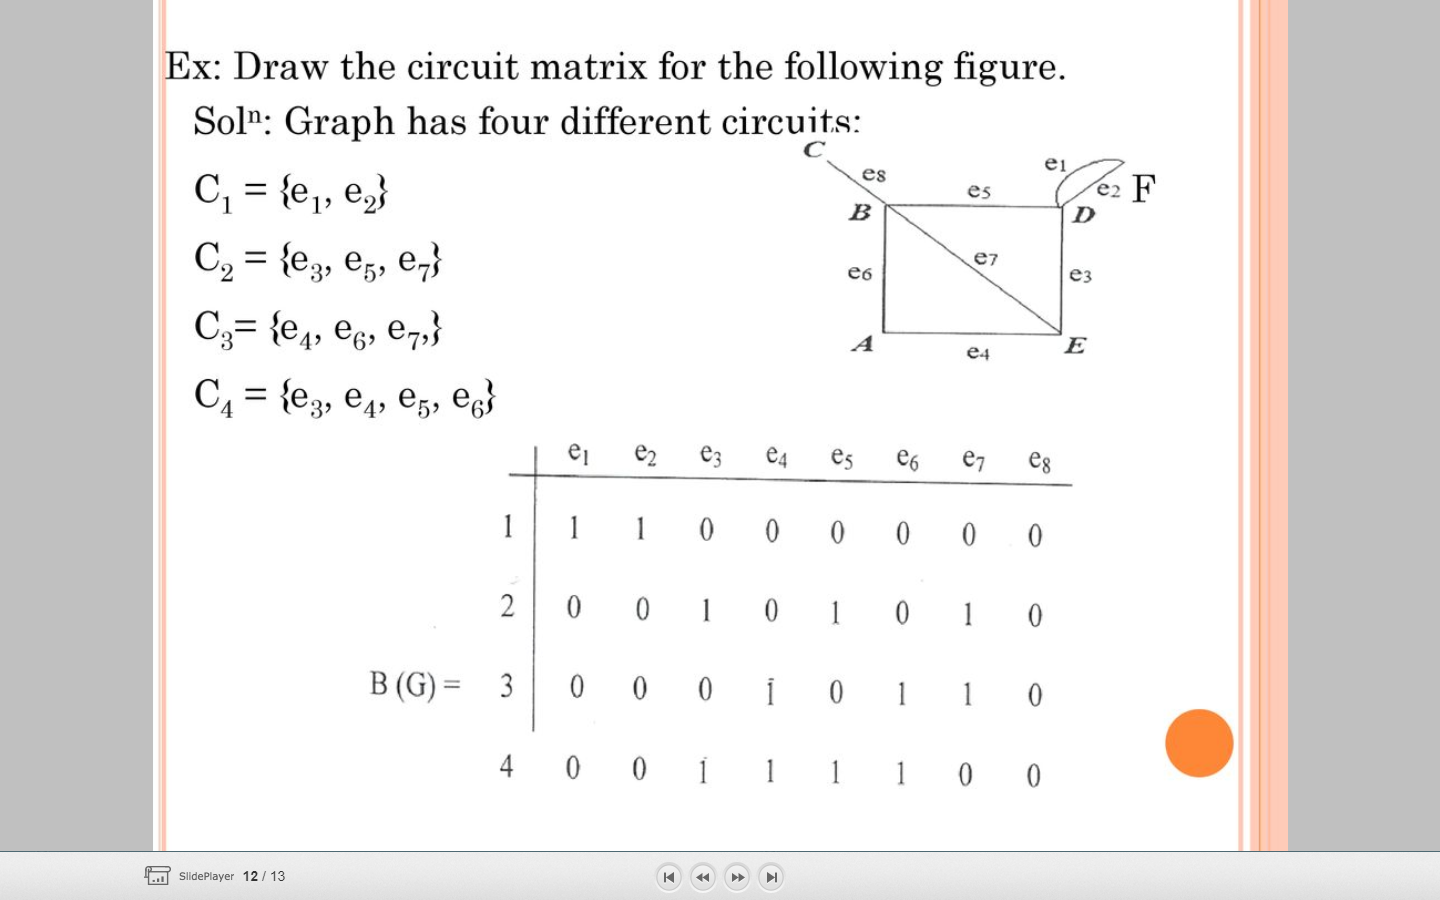 Ex: Draw the circuit matrix for the following figure.
Solⁿ: Graph has four different circuits:
C₁ = {e₁, e₂}
C₂ = {e₃, e₅, e₇}
C₃= {e₄, e₆, e₇,}
C₄ = {e₃, e₄, e₅, e₆}
C
e8
e1
e2 F
e5
B
D
e6
e7
e3
A
e4
E
e₁ e₂ e₃ e₄ e₅ e₆ e₇ e₈
1 1 1 0 0 0 0 0 0
2 0 0 1 0 1 0 1 0
B (G) = 3 0 0 0 1 0 1 1 0
4 0 0 1 1 1 1 0 0
SlidePlayer 12 / 13